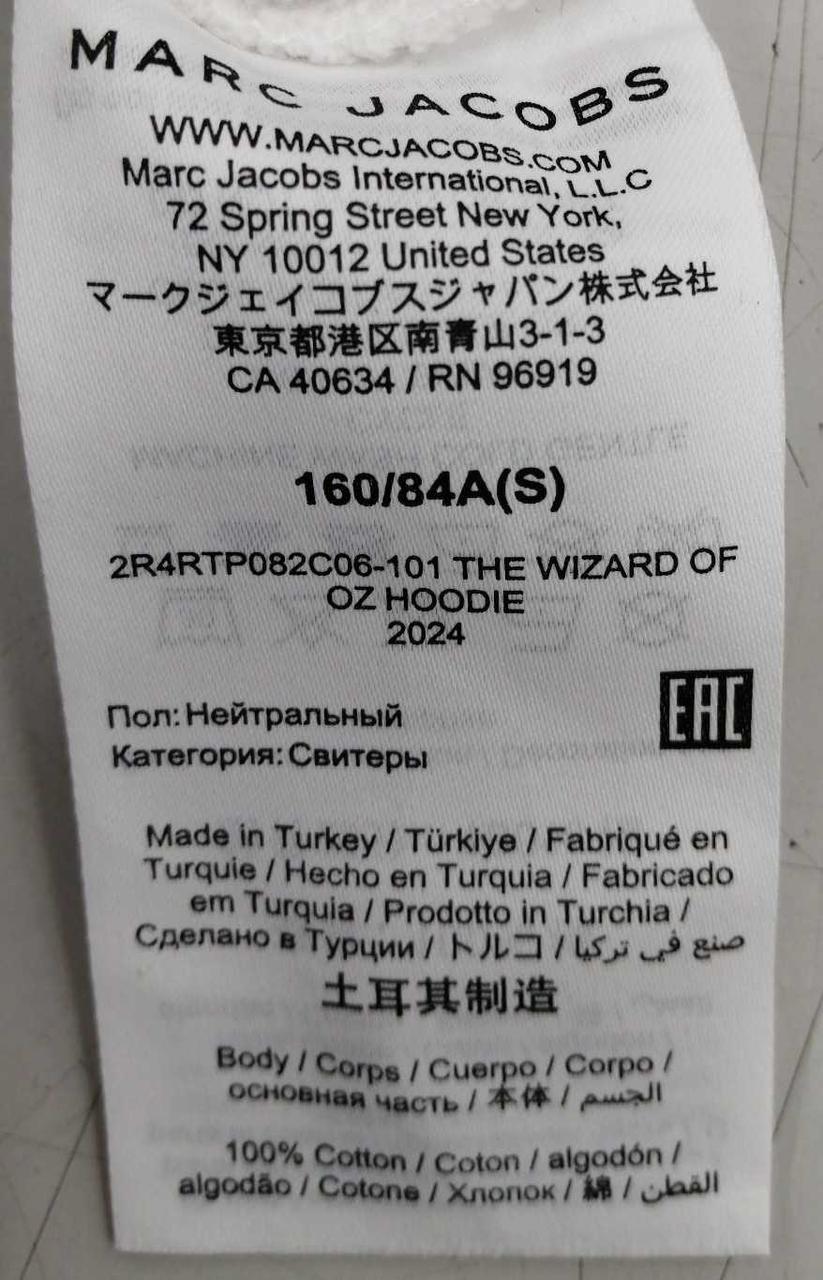 MARC JACOBS
WWW.MARCJACOBS.COM
Marc Jacobs International, L.L.C
72 Spring Street New York,
NY 10012 United States
マークジェイコブスジャパン株式会社
東京都港区南青山3-1-3
CA 40634 / RN 96919
160/84A(S)
2R4RTP082C06-101 THE WIZARD OF
OZ HOODIE
2024
Пол: Нейтральный
Категория: Свитеры
EAC
Made in Turkey / Türkiye / Fabriqué en
Turquie / Hecho en Turquia / Fabricado
em Turquia / Prodotto in Turchia /
Сделано в Турции / トルコ / صنع في تركيا
土耳其制造
Body / Corps / Cuerpo / Corpo /
основная часть / 本体 / الجسم
100% Cotton / Coton / algodón /
algodão / Cotone / Хлопок / 綿 / القطن